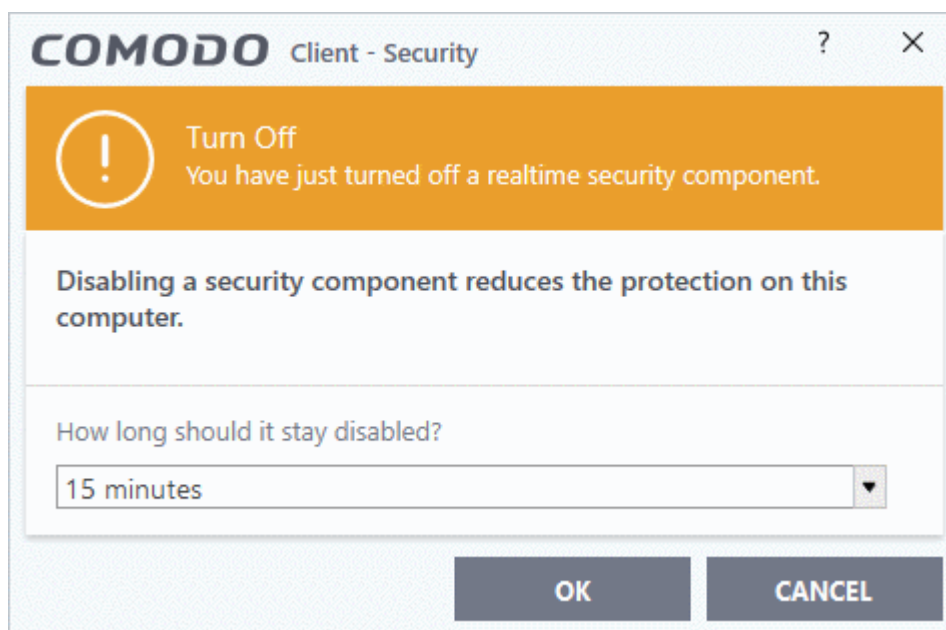 COMODO Client - Security ? ×
Turn Off
You have just turned off a realtime security component.
Disabling a security component reduces the protection on this
computer.
How long should it stay disabled?
15 minutes
OK CANCEL